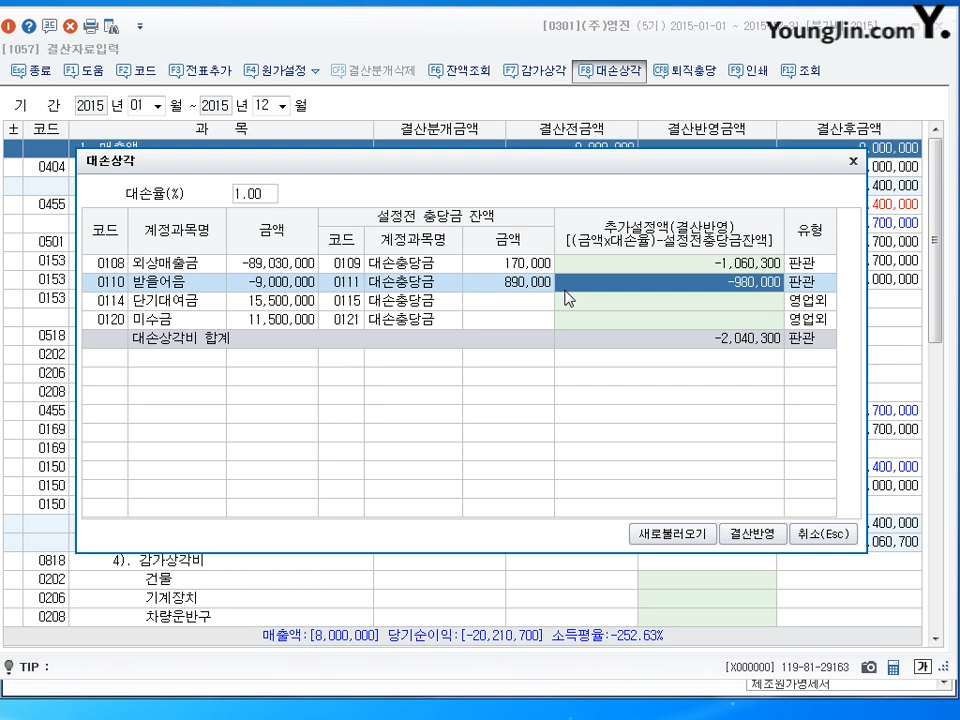 [0301](주)영진 (5기) 2015-01-01 ~ 2015-12-31
YoungJin.com Y.
[1057] 결산자료입력
Esc 종료 F1 도움 F2 코드 F3 전표추가 F4 원가설정 CF5 결산분개삭제 F6 잔액조회 F7 감가상각 F8 대손상각 CF8 퇴직충당 F9 인쇄 F12 조회
기 간 2015 년 01 월 ~ 2015 년 12 월
± 코드 과 목 결산분개금액 결산전금액 결산반영금액 결산후금액
대손상각 x
0404 ,000,000
대손율(%) 1.00
,400,000
0455 ,400,000
,700,000
코드 계정과목명 금액 설정전 충당금 잔액 추가설정액(결산반영) 유형
코드 계정과목명 금액 [(금액x대손율)-설정전충당금잔액]
0501 ,700,000
0153 ,700,000
0108 외상매출금 -89,030,000 0109 대손충당금 170,000 -1,060,300 판관
0153 ,000,000
0110 받을어음 -9,000,000 0111 대손충당금 890,000 -980,000 판관
0153
0114 단기대여금 15,500,000 0115 대손충당금 영업외
0120 미수금 11,500,000 0121 대손충당금 영업외
0518
대손상각비 합계 -2,040,300 판관
0202
0206
0208
0455 ,700,000
0169 ,700,000
0169
0150 ,400,000
0150 ,000,000
0150
,400,000
새로불러오기 결산반영 취소(Esc)
,060,700
0818 4). 감가상각비
0202 건물
0206 기계장치
0208 차량운반구
매출액:[8,000,000] 당기순이익:[-20,210,700] 소득평율:-252.63%
TIP : [X000000] 119-81-29163 가
제조원가명세서